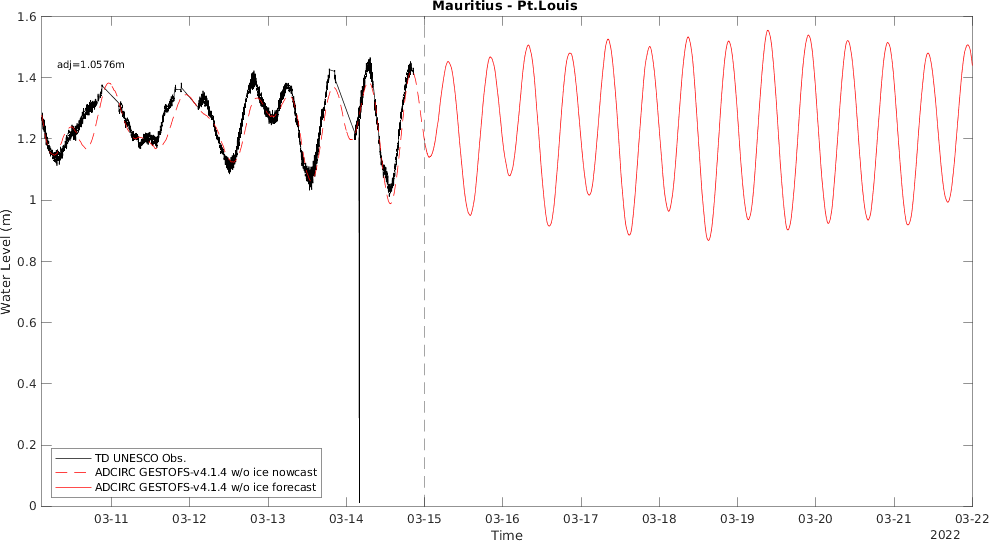 Mauritius - Pt.Louis
1.6
1.4
1.2
1
0.8
0.6
0.4
0.2
0
Water Level (m)
adj=1.0576m
TD UNESCO Obs.
ADCIRC GESTOFS-v4.1.4 w/o ice nowcast
ADCIRC GESTOFS-v4.1.4 w/o ice forecast
03-11 03-12 03-13 03-14 03-15 03-16 03-17 03-18 03-19 03-20 03-21 03-22
Time
2022